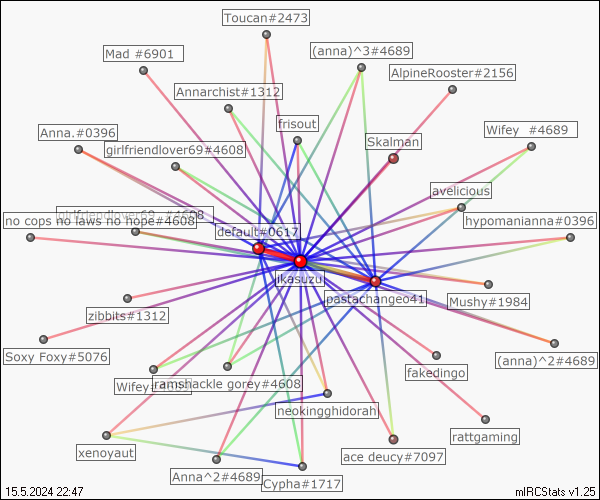 Toucan#2473
(anna)^3#4689
Mad #6901
AlpineRooster#2156
Annarchist#1312
frisout
Anna.#0396
Wifey #4689
girlfriendlover69#4608
Skalman
avelicious
girlfriendlover69 #4608
no cops no laws no hope#4608
hypomanianna#0396
default#0617
ikasuzu
pastachange041
Mushy#1984
zibbits#1312
Soxy Foxy#5076
(anna)^2#4689
fakedingo
Wifey
ramshackle gorey#4608
neokingghidorah
rattgaming
xenoyaut
ace deucy#7097
Anna^2#4689
Cypha#1717
15.5.2024 22:47
mIRCStats v1.25